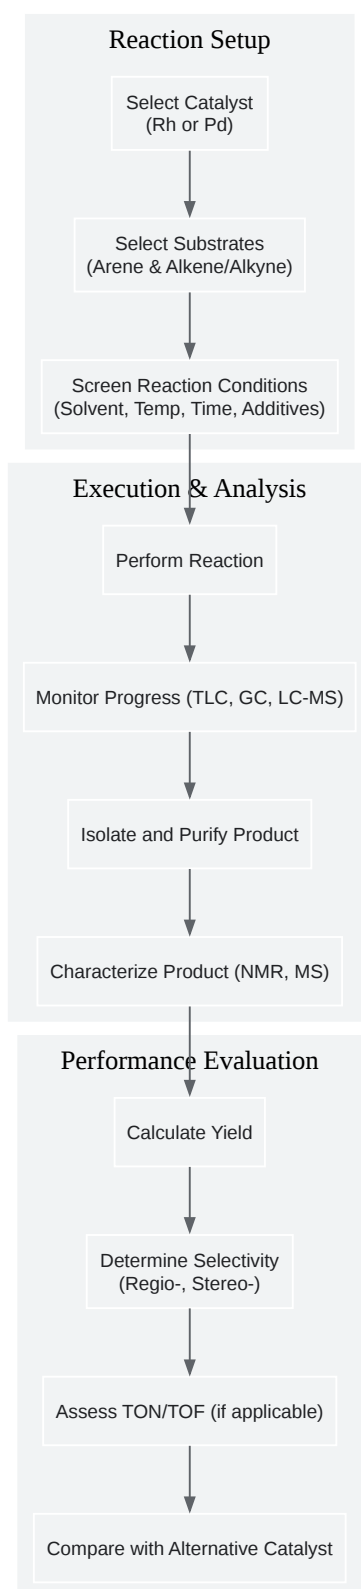 Reaction Setup
Select Catalyst
(Rh or Pd)
Select Substrates
(Arene & Alkene/Alkyne)
Screen Reaction Conditions
(Solvent, Temp, Time, Additives)
Execution & Analysis
Perform Reaction
Monitor Progress (TLC, GC, LC-MS)
Isolate and Purify Product
Characterize Product (NMR, MS)
Performance Evaluation
Calculate Yield
Determine Selectivity
(Regio-, Stereo-)
Assess TON/TOF (if applicable)
Compare with Alternative Catalyst